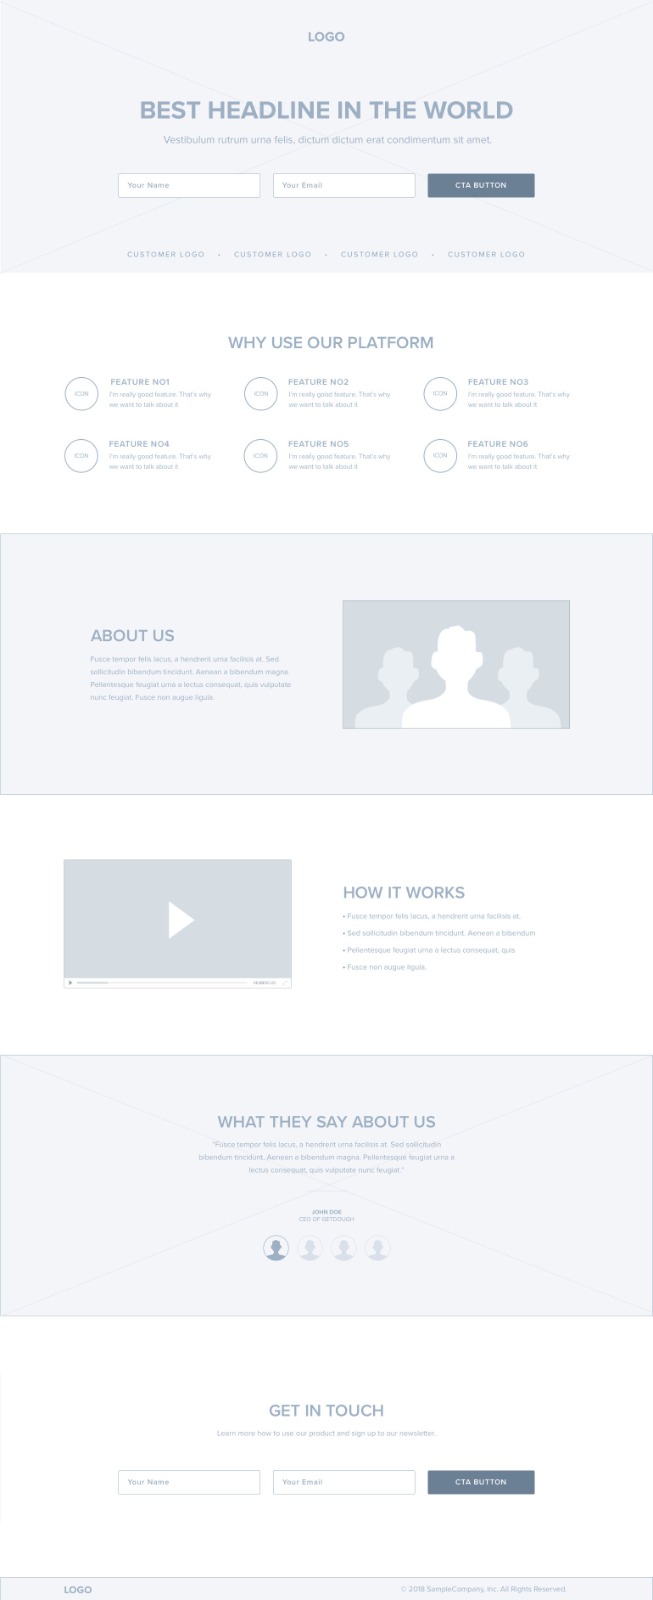 LOGO
BEST HEADLINE IN THE WORLD
Vestibulum rutrum urna felis, dictum dictum erat condimentum sit amet.
Your Name
Your Email
CTA BUTTON
CUSTOMER LOGO • CUSTOMER LOGO • CUSTOMER LOGO • CUSTOMER LOGO
WHY USE OUR PLATFORM
ICON
FEATURE NO1
I'm really good feature. That's why
we want to talk about it
ICON
FEATURE NO2
I'm really good feature. That's why
we want to talk about it
ICON
FEATURE NO3
I'm really good feature. That's why
we want to talk about it
ICON
FEATURE NO4
I'm really good feature. That's why
we want to talk about it
ICON
FEATURE NO5
I'm really good feature. That's why
we want to talk about it
ICON
FEATURE NO6
I'm really good feature. That's why
we want to talk about it
ABOUT US
Fusce tempor felis lacus, a hendrerit urna facilisis at. Sed
sollicitudin bibendum tincidunt. Aenean a bibendum magna.
Pellentesque feugiat urna a lectus consequat, quis vulputate
nunc feugiat. Fusce non augue ligula.
HOW IT WORKS
• Fusce tempor felis lacus, a hendrerit urna facilisis at.
• Sed sollicitudin bibendum tincidunt. Aenean a bibendum
• Pellentesque feugiat urna a lectus consequat, quis
• Fusce non augue ligula.
WHAT THEY SAY ABOUT US
"Fusce tempor felis lacus, a hendrerit urna facilisis at. Sed sollicitudin
bibendum tincidunt. Aenean a bibendum magna. Pellentesque feugiat urna a
lectus consequat, quis vulputate nunc feugiat."
JOHN DOE
CEO OF GETDOUGH
GET IN TOUCH
Learn more how to use our product and sign up to our newsletter.
Your Name
Your Email
CTA BUTTON
LOGO
© 2018 SampleCompany, Inc. All Rights Reserved.